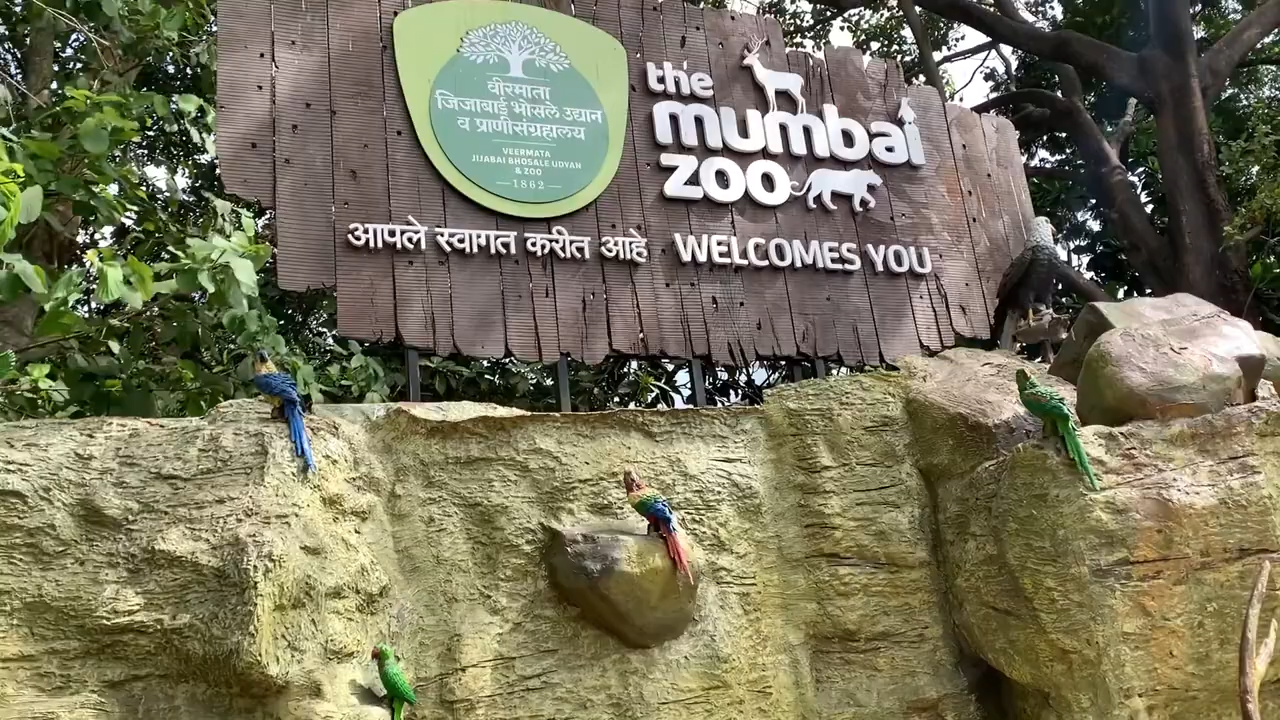 वीरमाता
जिजाबाई भोसले उद्यान
व प्राणीसंग्रहालय
VEERMATA
JIJABAI BHOSALE UDYAN
& ZOO
1862
the
mumbai
zoo
आपले स्वागत करीत आहे WELCOMES YOU